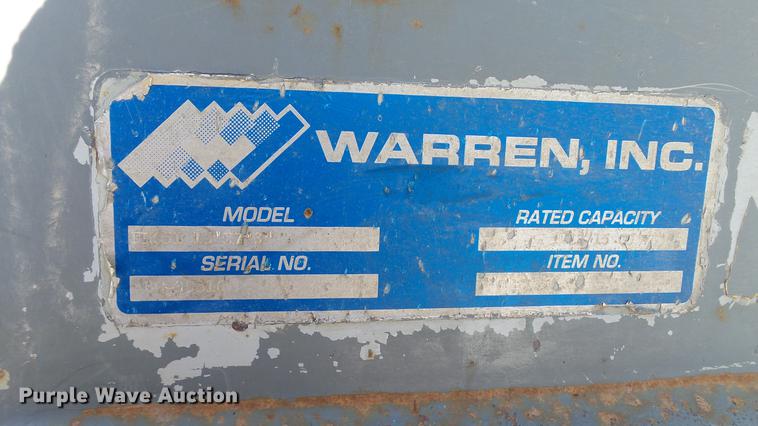 WARREN, INC.
MODEL
RATED CAPACITY
SERIAL NO.
ITEM NO.
Purple Wave Auction